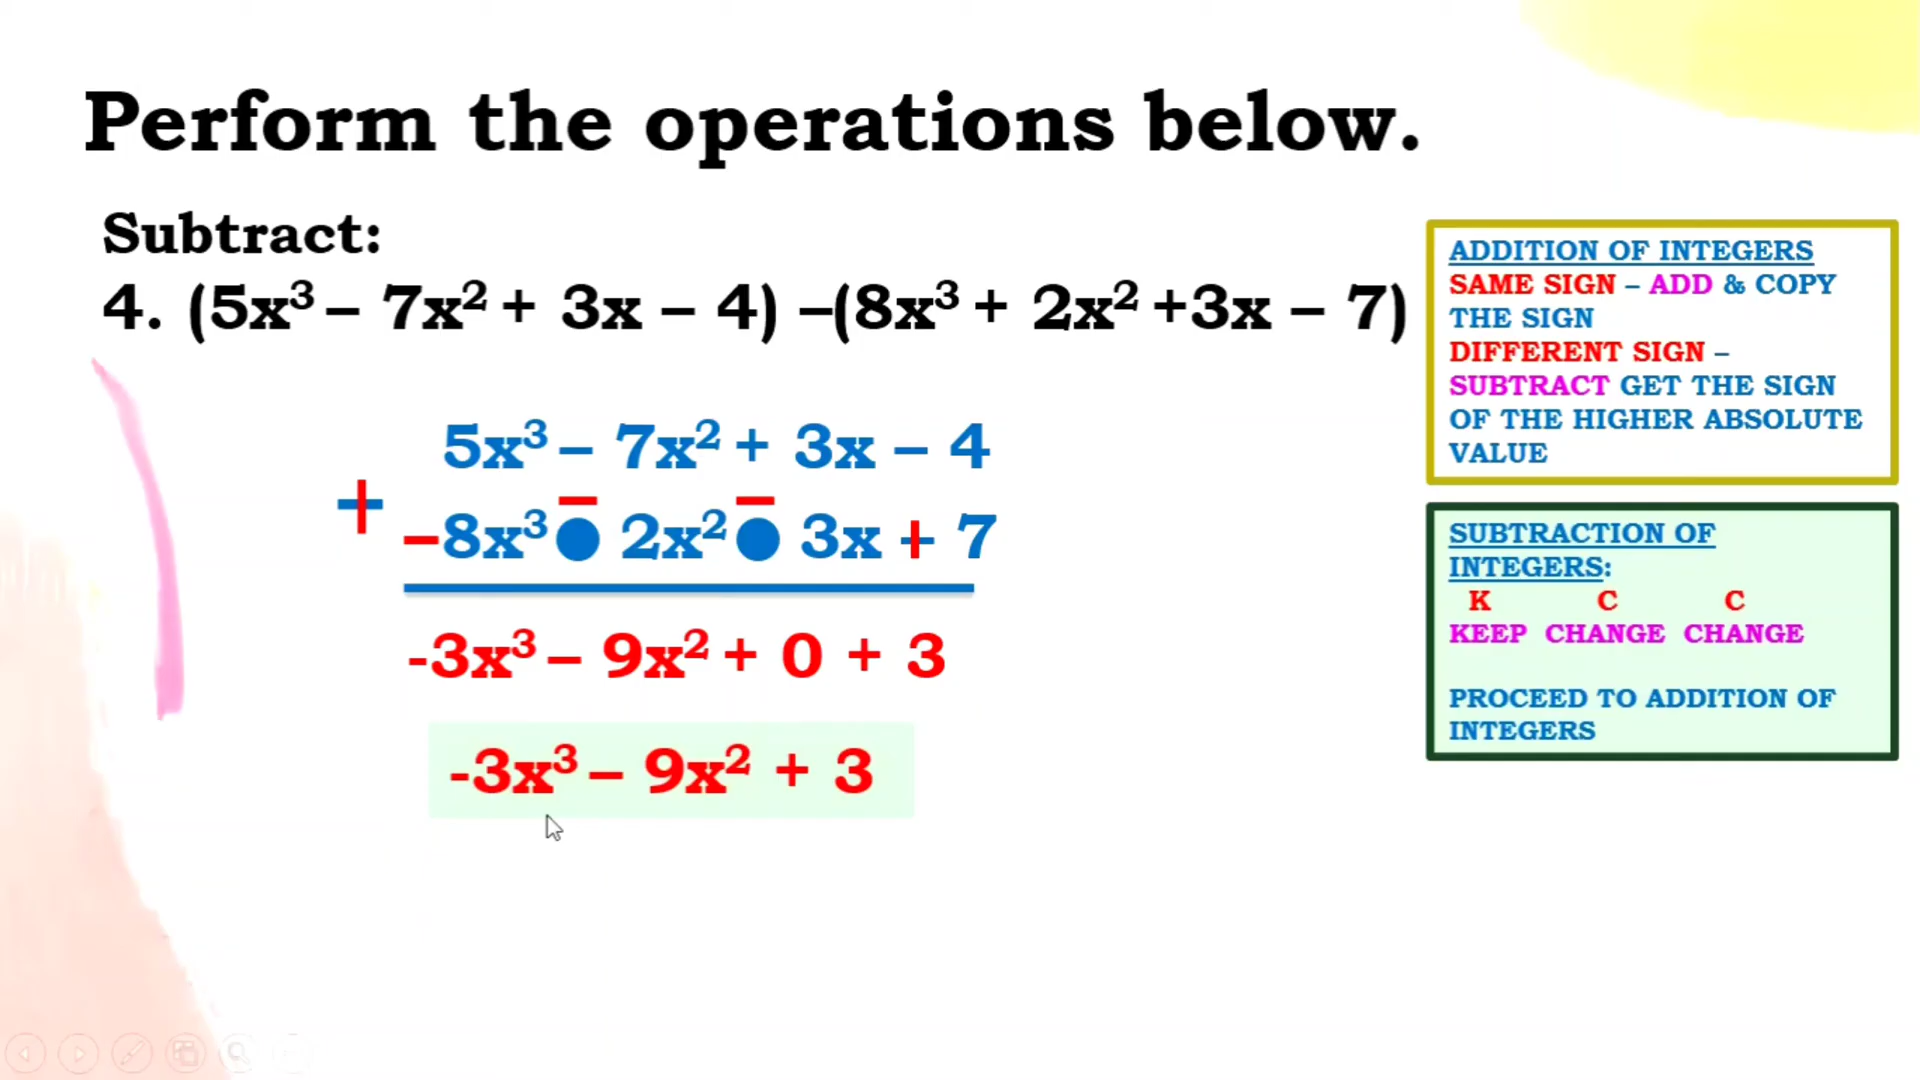 Perform the operations below.
Subtract:
4. (5x³ – 7x² + 3x – 4) –(8x³ + 2x² +3x – 7)
5x³ – 7x² + 3x – 4
+
–8x³ – ● 2x² – ● 3x + 7
-3x³ – 9x² + 0 + 3
-3x³ – 9x² + 3
ADDITION OF INTEGERS
SAME SIGN – ADD & COPY
THE SIGN
DIFFERENT SIGN –
SUBTRACT GET THE SIGN
OF THE HIGHER ABSOLUTE
VALUE
SUBTRACTION OF
INTEGERS:
K C C
KEEP CHANGE CHANGE
PROCEED TO ADDITION OF
INTEGERS